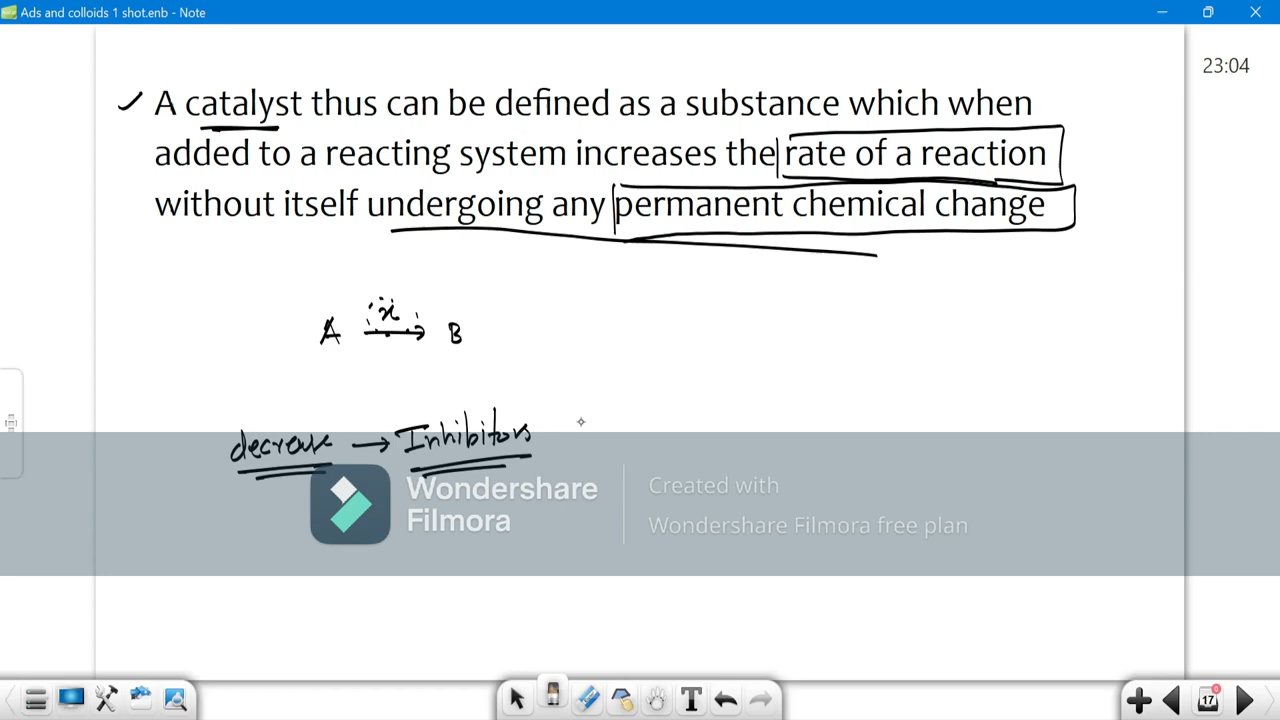 Ads and colloids 1 shot.enb - Note
23:04
A catalyst thus can be defined as a substance which when
added to a reacting system increases the rate of a reaction
without itself undergoing any permanent chemical change
A x B
decrease → Inhibitors
Wondershare
Filmora
Created with
Wondershare Filmora free plan
T
17